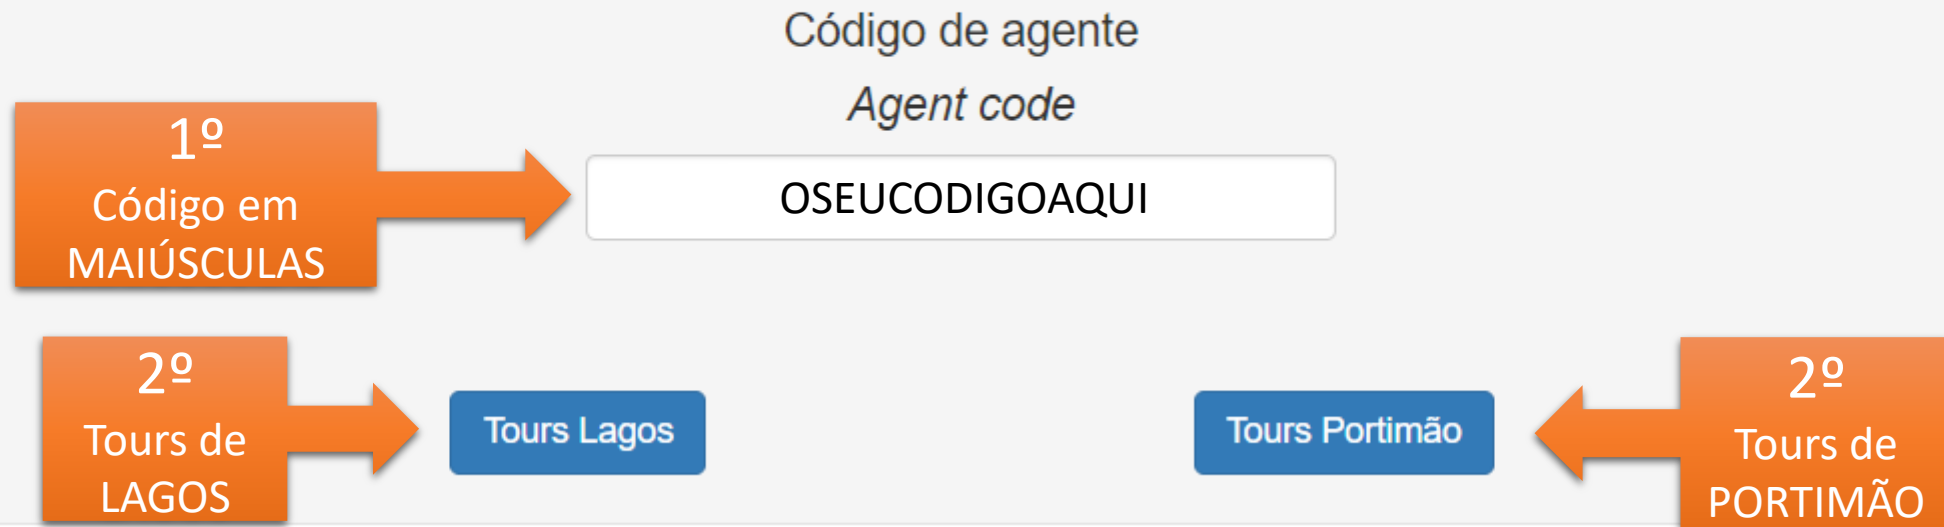 Código de agente
Agent code
1º
Código em
MAIÚSCULAS
OSEUCODIGOAQUI
2º
Tours de
LAGOS
Tours Lagos
Tours Portimão
2º
Tours de
PORTIMÃO